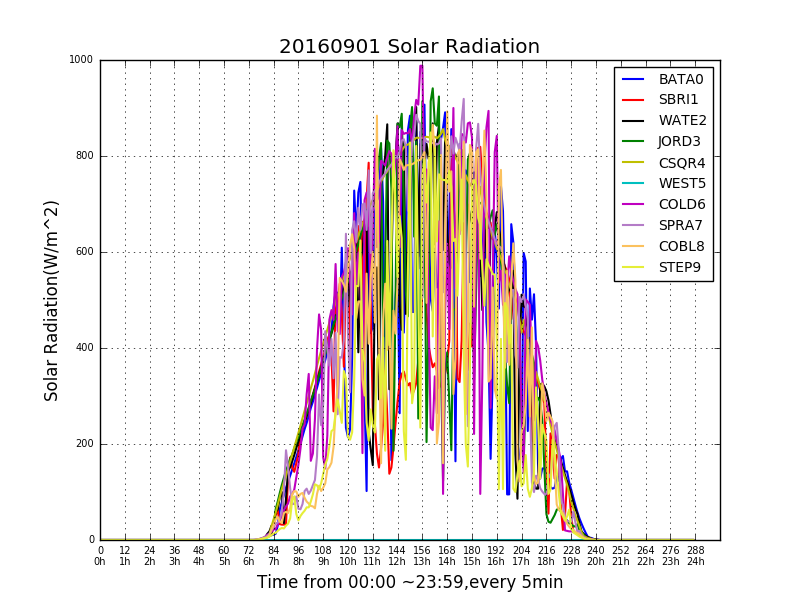 20160901 Solar Radiation
1000
800
600
400
200
0
Solar Radiation(W/m^2)
BATA0
SBRI1
WATE2
JORD3
CSQR4
WEST5
COLD6
SPRA7
COBL8
STEP9
0 12 24 36 48 60 72 84 96 108 120 132 144 156 168 180 192 204 216 228 240 252 264 276 288
0h 1h 2h 3h 4h 5h 6h 7h 8h 9h 10h 11h 12h 13h 14h 15h 16h 17h 18h 19h 20h 21h 22h 23h 24h
Time from 00:00 ~23:59,every 5min